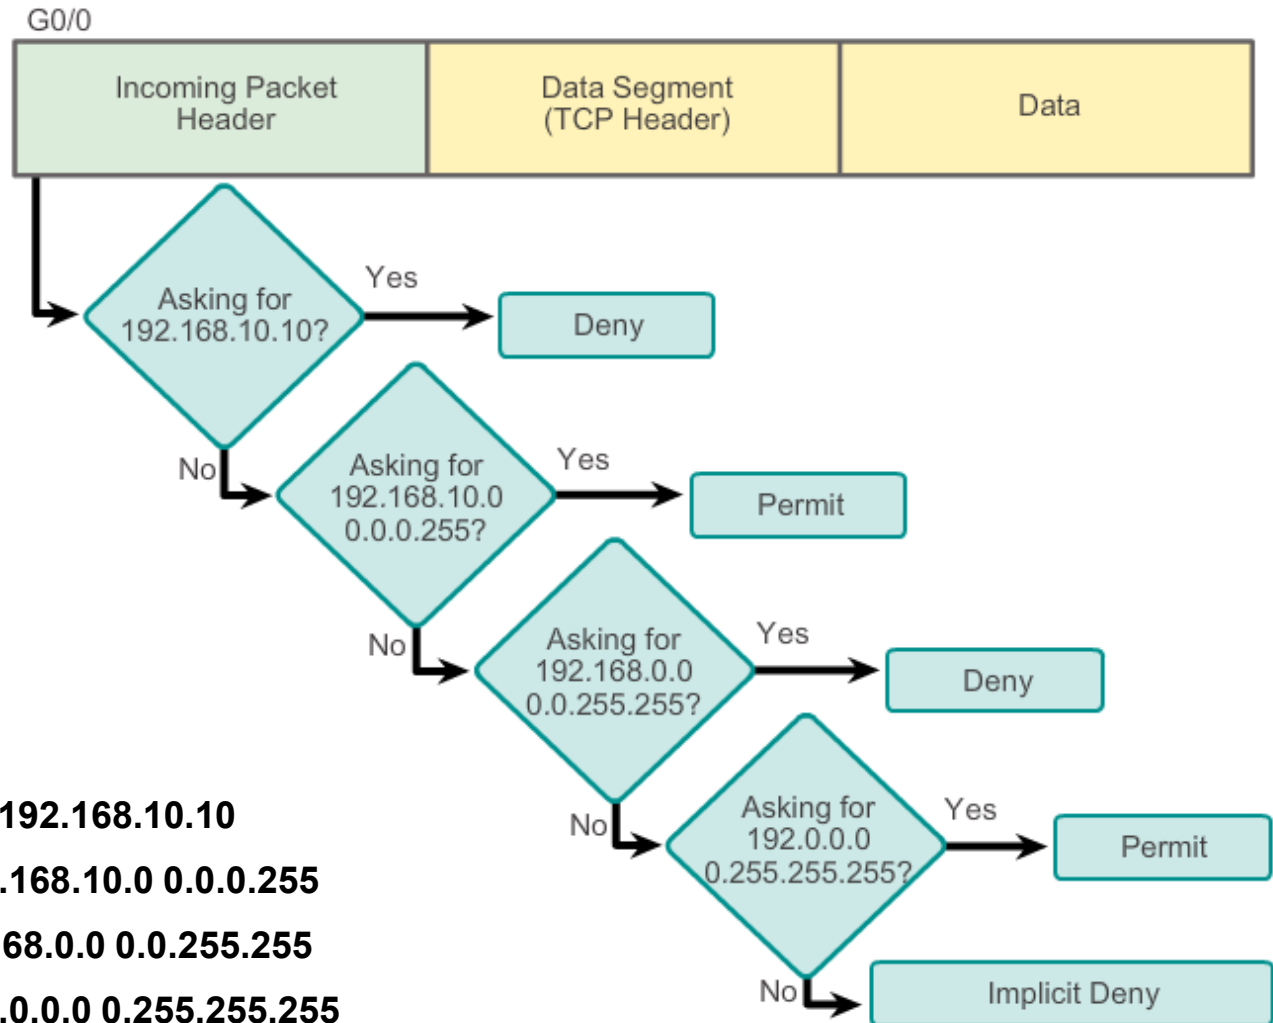 G0/0
Incoming Packet
Header
Data Segment
(TCP Header)
Data
Asking for
192.168.10.10?
Yes
Deny
No
Asking for
192.168.10.0
0.0.0.255?
Yes
Permit
No
Asking for
192.168.0.0
0.0.255.255?
Yes
Deny
No
Asking for
192.0.0.0
0.255.255.255?
Yes
Permit
No
Implicit Deny
192.168.10.10
.168.10.0 0.0.0.255
68.0.0 0.0.255.255
.0.0.0 0.255.255.255